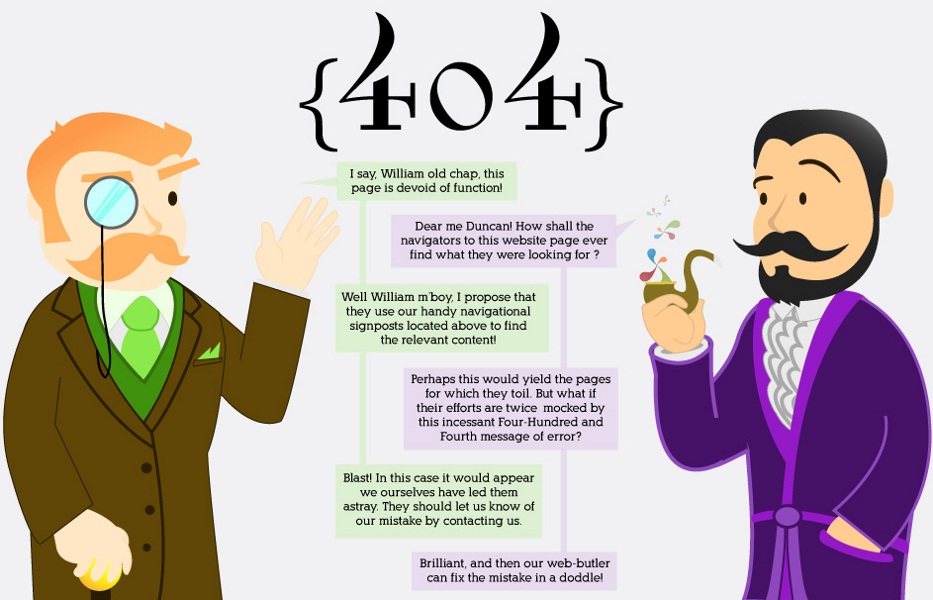 {404}
I say, William old chap, this
page is devoid of function!
Dear me Duncan! How shall the
navigators to this website page ever
find what they were looking for ?
Well William m'boy, I propose that
they use our handy navigational
signposts located above to find
the relevant content!
Perhaps this would yield the pages
for which they toil. But what if
their efforts are twice mocked by
this incessant Four-Hundred and
Fourth message of error?
Blast! In this case it would appear
we ourselves have led them
astray. They should let us know of
our mistake by contacting us.
Brilliant, and then our web-butler
can fix the mistake in a doddle!